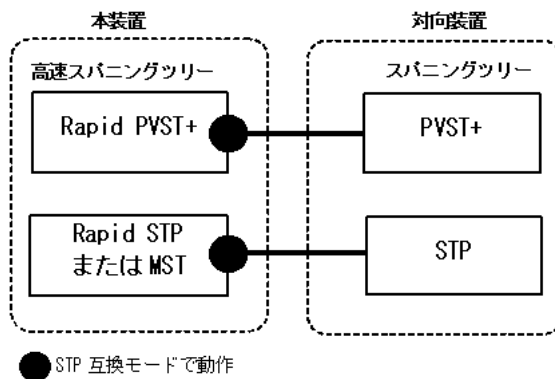 本装置
対向装置
高速スパニングツリー
スパニングツリー
Rapid PVST+
PVST+
Rapid STP
または MST
STP
STP 互換モードで動作